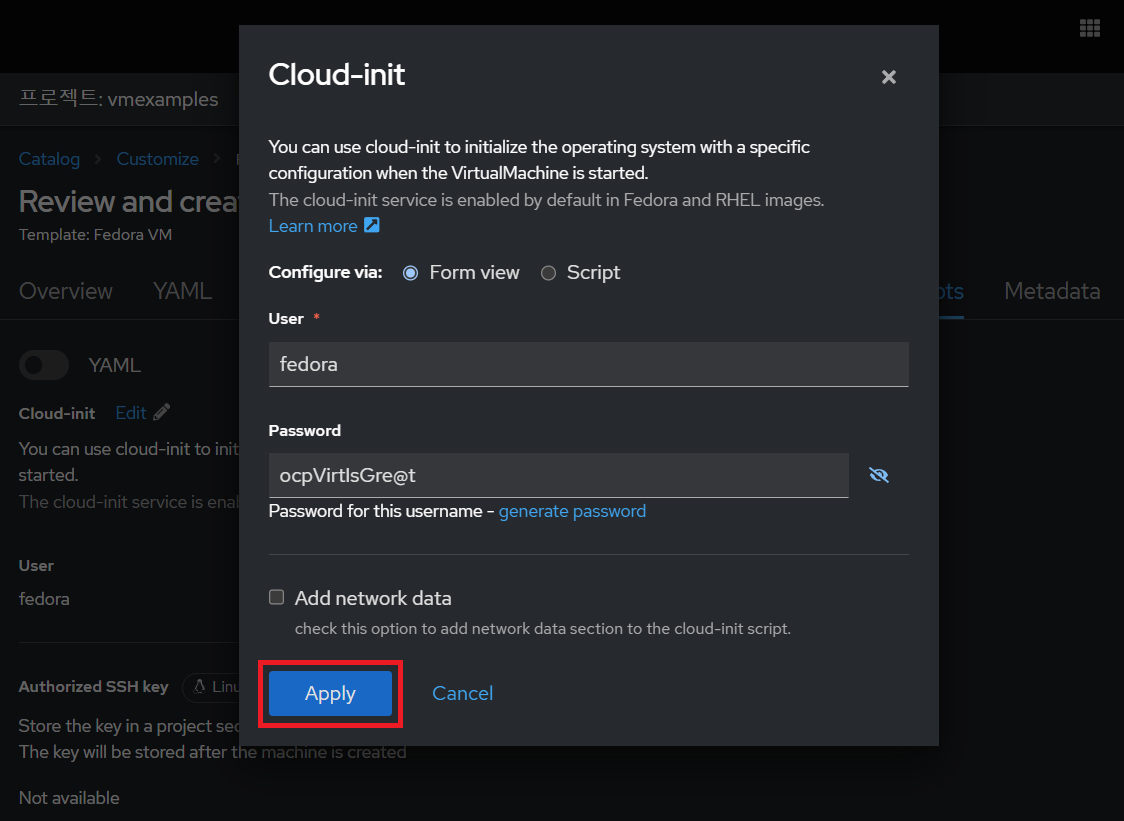 프로젝트: vmexamples
Catalog
Customize
Review and crea
Template: Fedora VM
Overview
YAML
Metadata
YAML
Cloud-init
Edit
You can use cloud-init to init
started.
The cloud-init service is enab
User
fedora
Authorized SSH key
Linu
Store the key in a project sec
The key will be stored after the machine is created
Not available
Cloud-init
You can use cloud-init to initialize the operating system with a specific
configuration when the VirtualMachine is started.
The cloud-init service is enabled by default in Fedora and RHEL images.
Learn more
Configure via: Form view Script
User *
fedora
Password
ocpVirtIsGre@t
Password for this username - generate password
Add network data
check this option to add network data section to the cloud-init script.
Apply Cancel